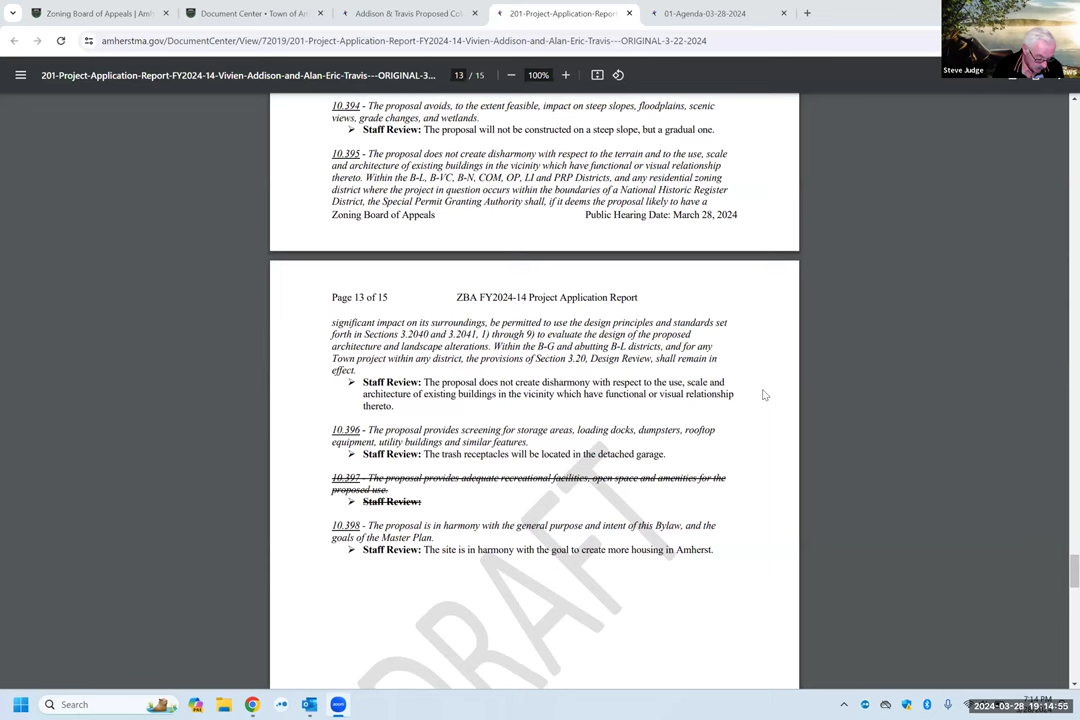 Zoning Board of Appeals | Amh
Document Center • Town of Am
Addison & Travis Proposed Col
201-Project-Application-Report
01-Agenda-03-28-2024
amherstma.gov/DocumentCenter/View/72019/201-Project-Application-Report-FY2024-14-Vivien-Addison-and-Alan-Eric-Travis---ORIGINAL-3-22-2024
Steve Judge
201-Project-Application-Report-FY2024-14-Vivien-Addison-and-Alan-Eric-Travis---ORIGINAL-3...
13 / 15
100%
10.394 - The proposal avoids, to the extent feasible, impact on steep slopes, floodplains, scenic
views, grade changes, and wetlands.
➤ Staff Review: The proposal will not be constructed on a steep slope, but a gradual one.
10.395 - The proposal does not create disharmony with respect to the terrain and to the use, scale
and architecture of existing buildings in the vicinity which have functional or visual relationship
thereto. Within the B-L, B-VC, B-N, COM, OP, LI and PRP Districts, and any residential zoning
district where the project in question occurs within the boundaries of a National Historic Register
District, the Special Permit Granting Authority shall, if it deems the proposal likely to have a
Zoning Board of Appeals Public Hearing Date: March 28, 2024
Page 13 of 15 ZBA FY2024-14 Project Application Report
significant impact on its surroundings, be permitted to use the design principles and standards set
forth in Sections 3.2040 and 3.2041, 1) through 9) to evaluate the design of the proposed
architecture and landscape alterations. Within the B-G and abutting B-L districts, and for any
Town project within any district, the provisions of Section 3.20, Design Review, shall remain in
effect.
➤ Staff Review: The proposal does not create disharmony with respect to the use, scale and
architecture of existing buildings in the vicinity which have functional or visual relationship
thereto.
10.396 - The proposal provides screening for storage areas, loading docks, dumpsters, rooftop
equipment, utility buildings and similar features.
➤ Staff Review: The trash receptacles will be located in the detached garage.
10.397 - The proposal provides adequate recreational facilities, open space and amenities for the
proposed use.
➤ Staff Review:
10.398 - The proposal is in harmony with the general purpose and intent of this Bylaw, and the
goals of the Master Plan.
➤ Staff Review: The site is in harmony with the goal to create more housing in Amherst.
DRAFT
Search
zoom
7:14 PM
2024-03-28 19:14:55